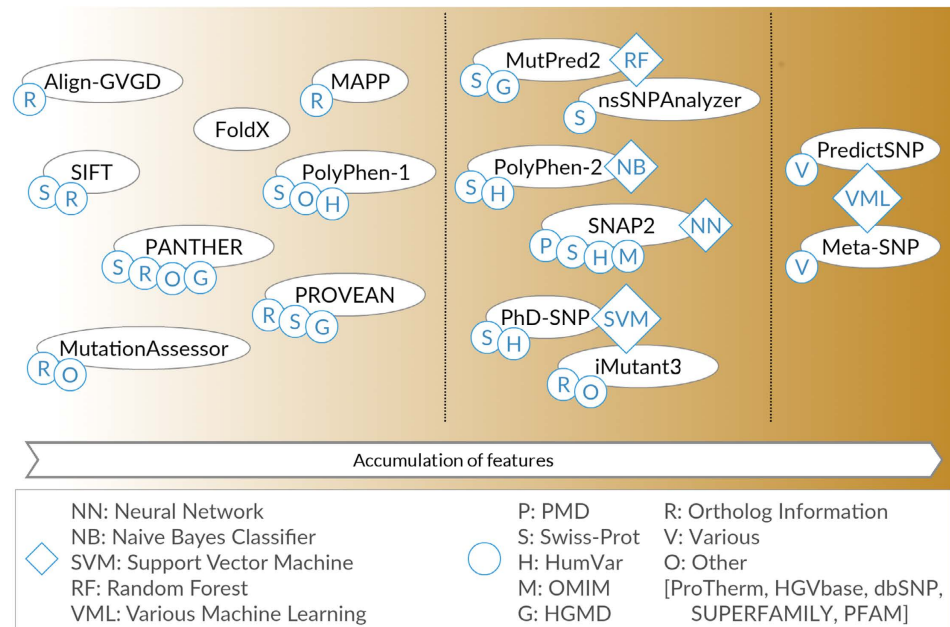 Align-GVGD
R
MAPP
R
FoldX
SIFT
S R
PolyPhen-1
S O H
PANTHER
S R O G
PROVEAN
R S G
MutationAssessor
R O
MutPred2
RF
S G
nsSNPAnalyzer
S
PolyPhen-2
NB
S H
SNAP2
NN
P S H M
PhD-SNP
SVM
S H
iMutant3
R O
PredictSNP
V
VML
Meta-SNP
V
Accumulation of features
NN: Neural Network
NB: Naive Bayes Classifier
SVM: Support Vector Machine
RF: Random Forest
VML: Various Machine Learning
P: PMD
S: Swiss-Prot
H: HumVar
M: OMIM
G: HGMD
R: Ortholog Information
V: Various
O: Other
[ProTherm, HGVbase, dbSNP,
SUPERFAMILY, PFAM]